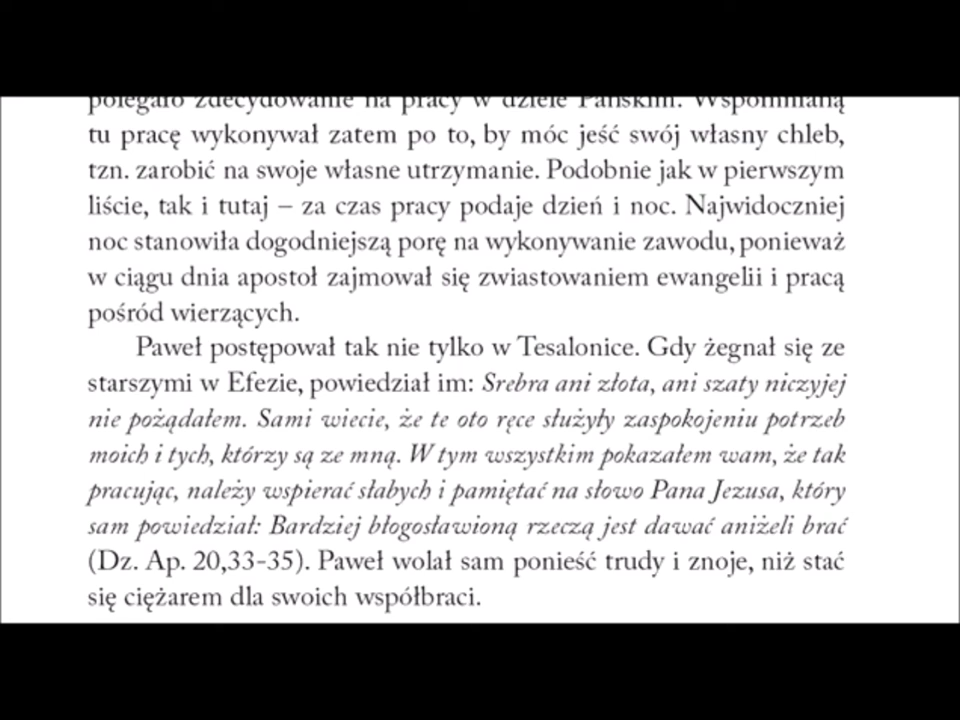 polegało zdecydowanie na pracy w dziele Pańskim. Wspomnianą
tu pracę wykonywał zatem po to, by móc jeść swój własny chleb,
tzn. zarobić na swoje własne utrzymanie. Podobnie jak w pierwszym
liście, tak i tutaj – za czas pracy podaje dzień i noc. Najwidoczniej
noc stanowiła dogodniejszą porę na wykonywanie zawodu, ponieważ
w ciągu dnia apostoł zajmował się zwiastowaniem ewangelii i pracą
pośród wierzących.
Paweł postępował tak nie tylko w Tesalonice. Gdy żegnał się ze
starszymi w Efezie, powiedział im: Srebra ani złota, ani szaty niczyjej
nie pożądałem. Sami wiecie, że te oto ręce służyły zaspokojeniu potrzeb
moich i tych, którzy są ze mną. W tym wszystkim pokazałem wam, że tak
pracując, należy wspierać słabych i pamiętać na słowo Pana Jezusa, który
sam powiedział: Bardziej błogosławioną rzeczą jest dawać aniżeli brać
(Dz. Ap. 20,33-35). Paweł wolał sam ponieść trudy i znoje, niż stać
się ciężarem dla swoich współbraci.